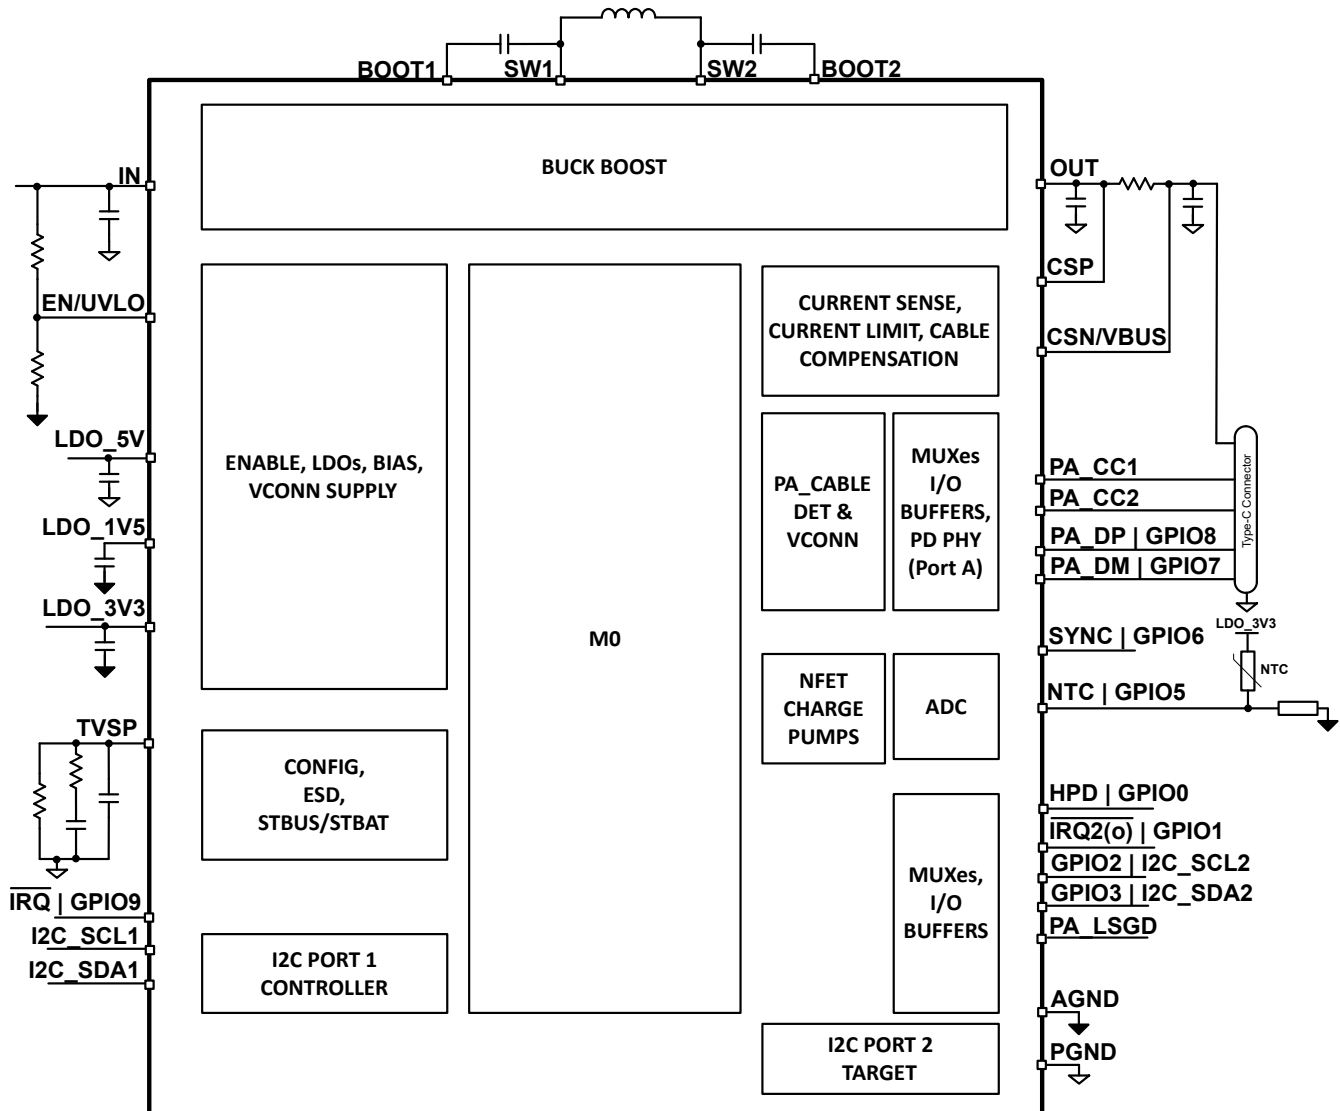 BOOT1
SW1
SW2
BOOT2
BUCK BOOST
IN
OUT
CSP
EN/UVLO
CURRENT SENSE,
CURRENT LIMIT, CABLE
COMPENSATION
CSN/VBUS
LDO_5V
ENABLE, LDOs, BIAS,
VCONN SUPPLY
PA_CABLE
DET &
VCONN
MUXes
I/O
BUFFERS,
PD PHY
(Port A)
PA_CC1
PA_CC2
PA_DP | GPIO8
PA_DM | GPIO7
Type-C Connector
LDO_1V5
LDO_3V3
M0
SYNC | GPIO6
LDO_3V3
NTC
NTC | GPIO5
NFET
CHARGE
PUMPS
ADC
TVSP
CONFIG,
ESD,
STBUS/STBAT
HPD | GPIO0
IRQ2(o) | GPIO1
GPIO2 | I2C_SCL2
GPIO3 | I2C_SDA2
PA_LSGD
MUXes,
I/O
BUFFERS
IRQ | GPIO9
I2C_SCL1
I2C_SDA1
I2C PORT 1
CONTROLLER
AGND
PGND
I2C PORT 2
TARGET